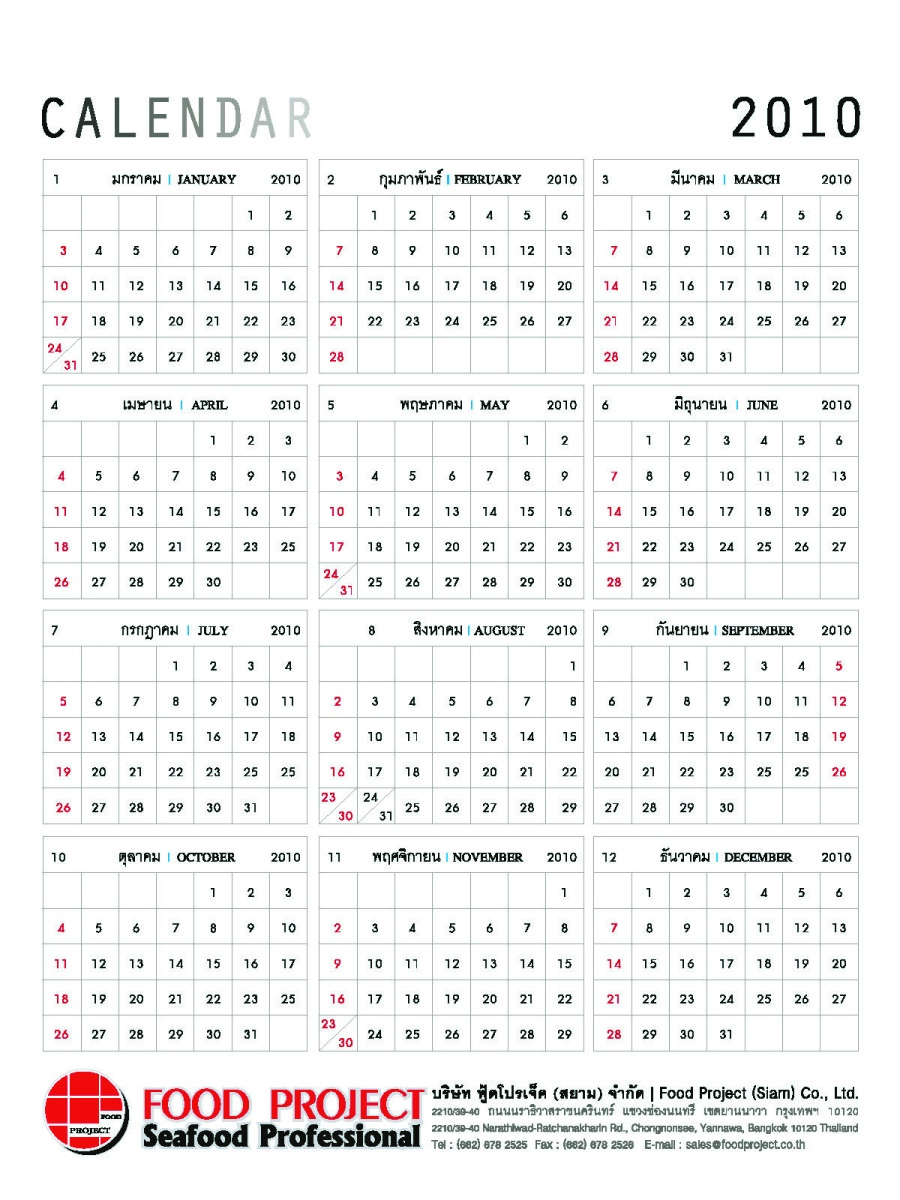 CALENDAR 2010
1 มกราคม | JANUARY 2010
1 2
3 4 5 6 7 8 9
10 11 12 13 14 15 16
17 18 19 20 21 22 23
24/31 25 26 27 28 29 30
2 กุมภาพันธ์ | FEBRUARY 2010
1 2 3 4 5 6
7 8 9 10 11 12 13
14 15 16 17 18 19 20
21 22 23 24 25 26 27
28
3 มีนาคม | MARCH 2010
1 2 3 4 5 6
7 8 9 10 11 12 13
14 15 16 17 18 19 20
21 22 23 24 25 26 27
28 29 30 31
4 เมษายน | APRIL 2010
1 2 3
4 5 6 7 8 9 10
11 12 13 14 15 16 17
18 19 20 21 22 23 25
26 27 28 29 30
5 พฤษภาคม | MAY 2010
1 2
3 4 5 6 7 8 9
10 11 12 13 14 15 16
17 18 19 20 21 22 23
24/31 25 26 27 28 29 30
6 มิถุนายน | JUNE 2010
1 2 3 4 5 6
7 8 9 10 11 12 13
14 15 16 17 18 19 20
21 22 23 24 25 26 27
28 29 30
7 กรกฎาคม | JULY 2010
1 2 3 4
5 6 7 8 9 10 11
12 13 14 15 16 17 18
19 20 21 22 23 25 25
26 27 28 29 30 31
8 สิงหาคม | AUGUST 2010
1
2 3 4 5 6 7 8
9 10 11 12 13 14 15
16 17 18 19 20 21 22
23/30 24/31 25 26 27 28 29
9 กันยายน | SEPTEMBER 2010
1 2 3 4 5
6 7 8 9 10 11 12
13 14 15 16 17 18 19
20 21 22 23 25 25 26
27 28 29 30
10 ตุลาคม | OCTOBER 2010
1 2 3
4 5 6 7 8 9 10
11 12 13 14 15 16 17
18 19 20 21 22 23 25
26 27 28 29 30 31
11 พฤศจิกายน | NOVEMBER 2010
1
2 3 4 5 6 7 8
9 10 11 12 13 14 15
16 17 18 19 20 21 22
23/30 24 25 26 27 28 29
12 ธันวาคม | DECEMBER 2010
1 2 3 4 5 6
7 8 9 10 11 12 13
14 15 16 17 18 19 20
21 22 23 24 25 26 27
28 29 30 31
FOOD
PROJECT
FOOD PROJECT
Seafood Professional
บริษัท ฟู้ดโปรเจ็ค (สยาม) จำกัด | Food Project (Siam) Co., Ltd.
2210/39-40 ถนนนราธิวาสราชนครินทร์ แขวงช่องนนทรี เขตยานนาวา กรุงเทพฯ 10120
2210/39-40 Narathiwad-Ratchanakharin Rd., Chongnonsee, Yannawa, Bangkok 10120 Thailand
Tel : (662) 678 2525 Fax : (662) 678 2526 E-mail : sales@foodproject.co.th